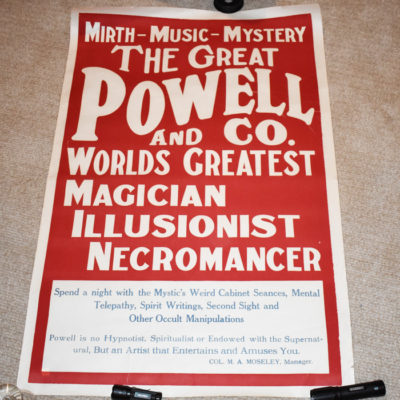 MIRTH - MUSIC - MYSTERY
THE GREAT
POWELL
AND CO.
WORLDS GREATEST
MAGICIAN
ILLUSIONIST
NECROMANCER
Spend a night with the Mystic's Weird Cabinet Seances, Mental
Telepathy, Spirit Writings, Second Sight and
Other Occult Manipulations
Powell is no Hypnotist, Spiritualist or Endowed with the Supernat-
ural, But an Artist that Entertains and Amuses You.
COL. M. A. MOSELEY, Manager.